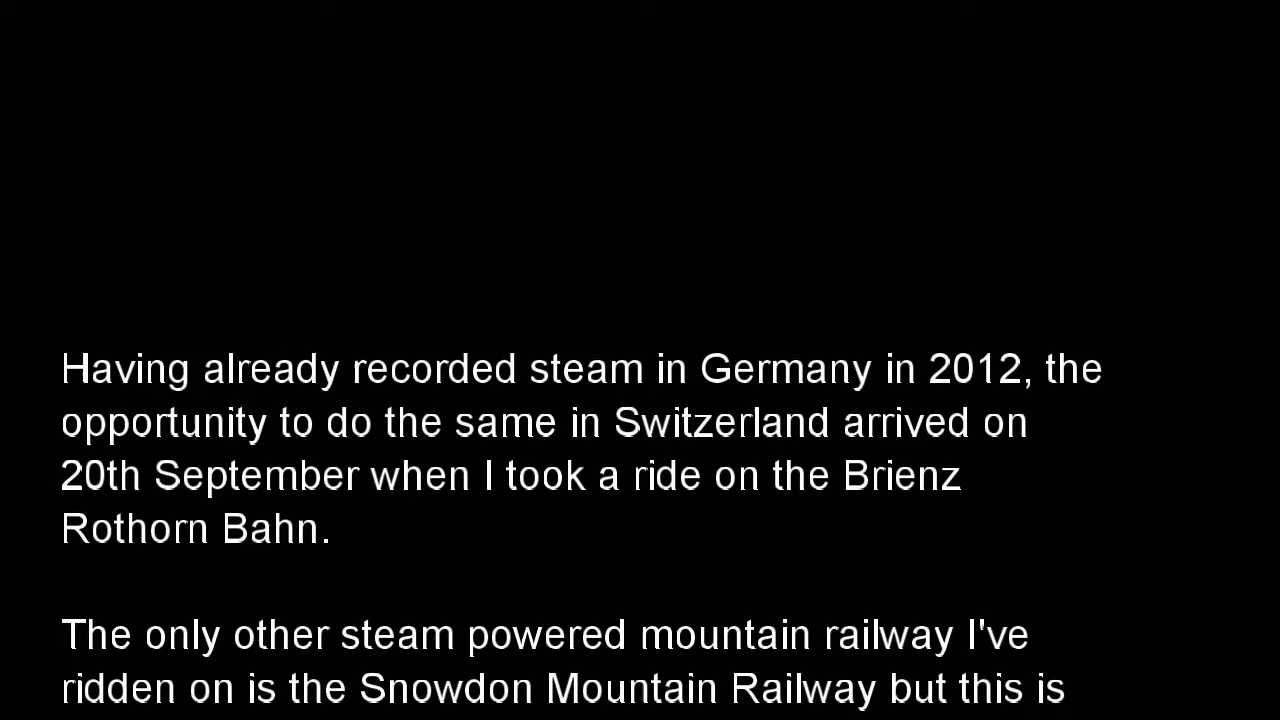 Having already recorded steam in Germany in 2012, the
opportunity to do the same in Switzerland arrived on
20th September when I took a ride on the Brienz
Rothorn Bahn.
The only other steam powered mountain railway I've
ridden on is the Snowdon Mountain Railway but this is